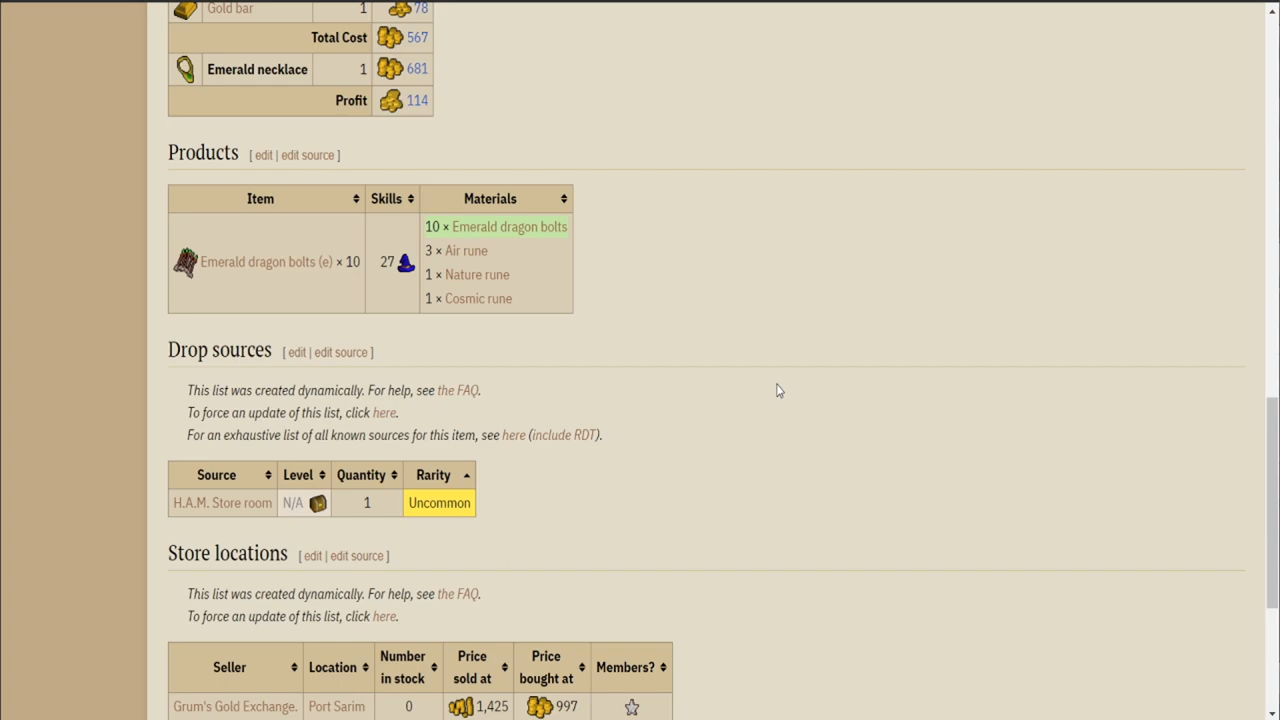 Gold bar 1 78
Total Cost 567
Emerald necklace 1 681
Profit 114
Products [ edit | edit source ]
Item Skills Materials
10 × Emerald dragon bolts
3 × Air rune
Emerald dragon bolts (e) × 10 27
1 × Nature rune
1 × Cosmic rune
Drop sources [ edit | edit source ]
This list was created dynamically. For help, see the FAQ.
To force an update of this list, click here.
For an exhaustive list of all known sources for this item, see here (include RDT).
Source Level Quantity Rarity
H.A.M. Store room N/A 1 Uncommon
Store locations [ edit | edit source ]
This list was created dynamically. For help, see the FAQ.
To force an update of this list, click here.
Seller Location Number in stock Price sold at Price bought at Members?
Grum's Gold Exchange. Port Sarim 0 1,425 997